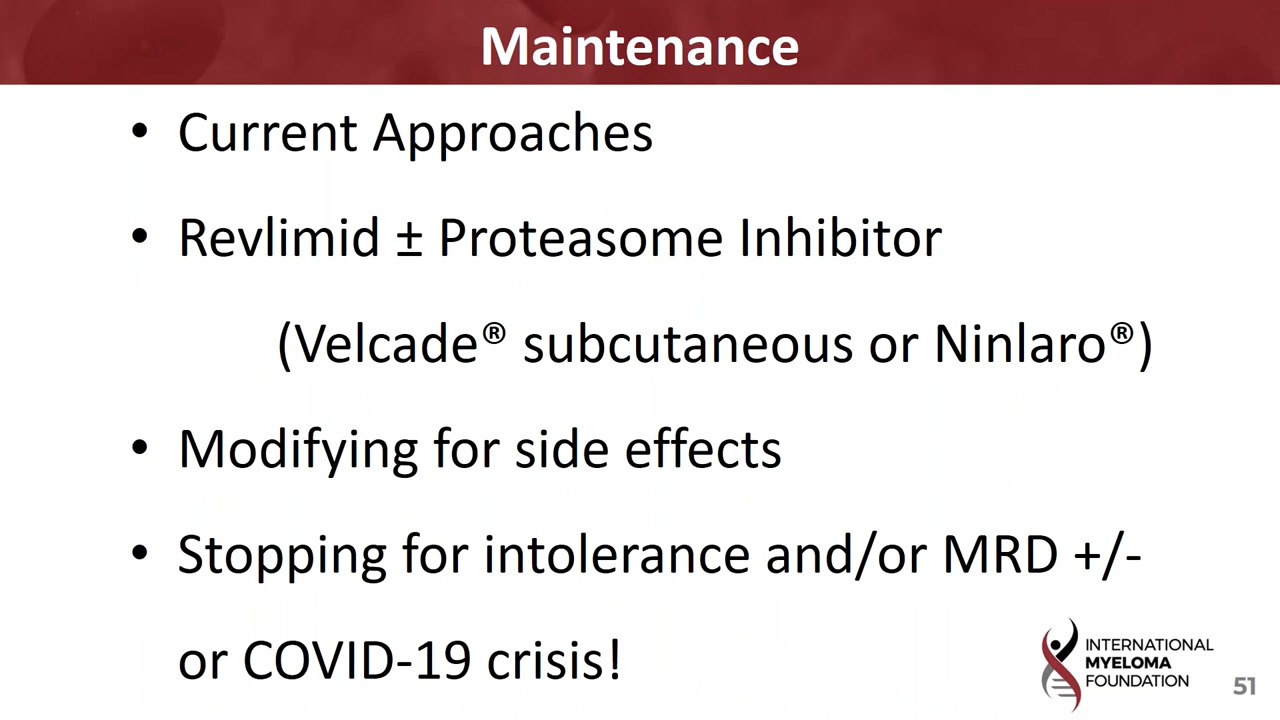 Maintenance
• Current Approaches
• Revlimid ± Proteasome Inhibitor
(Velcade® subcutaneous or Ninlaro®)
• Modifying for side effects
• Stopping for intolerance and/or MRD +/-
or COVID-19 crisis!
INTERNATIONAL
MYELOMA
FOUNDATION
51